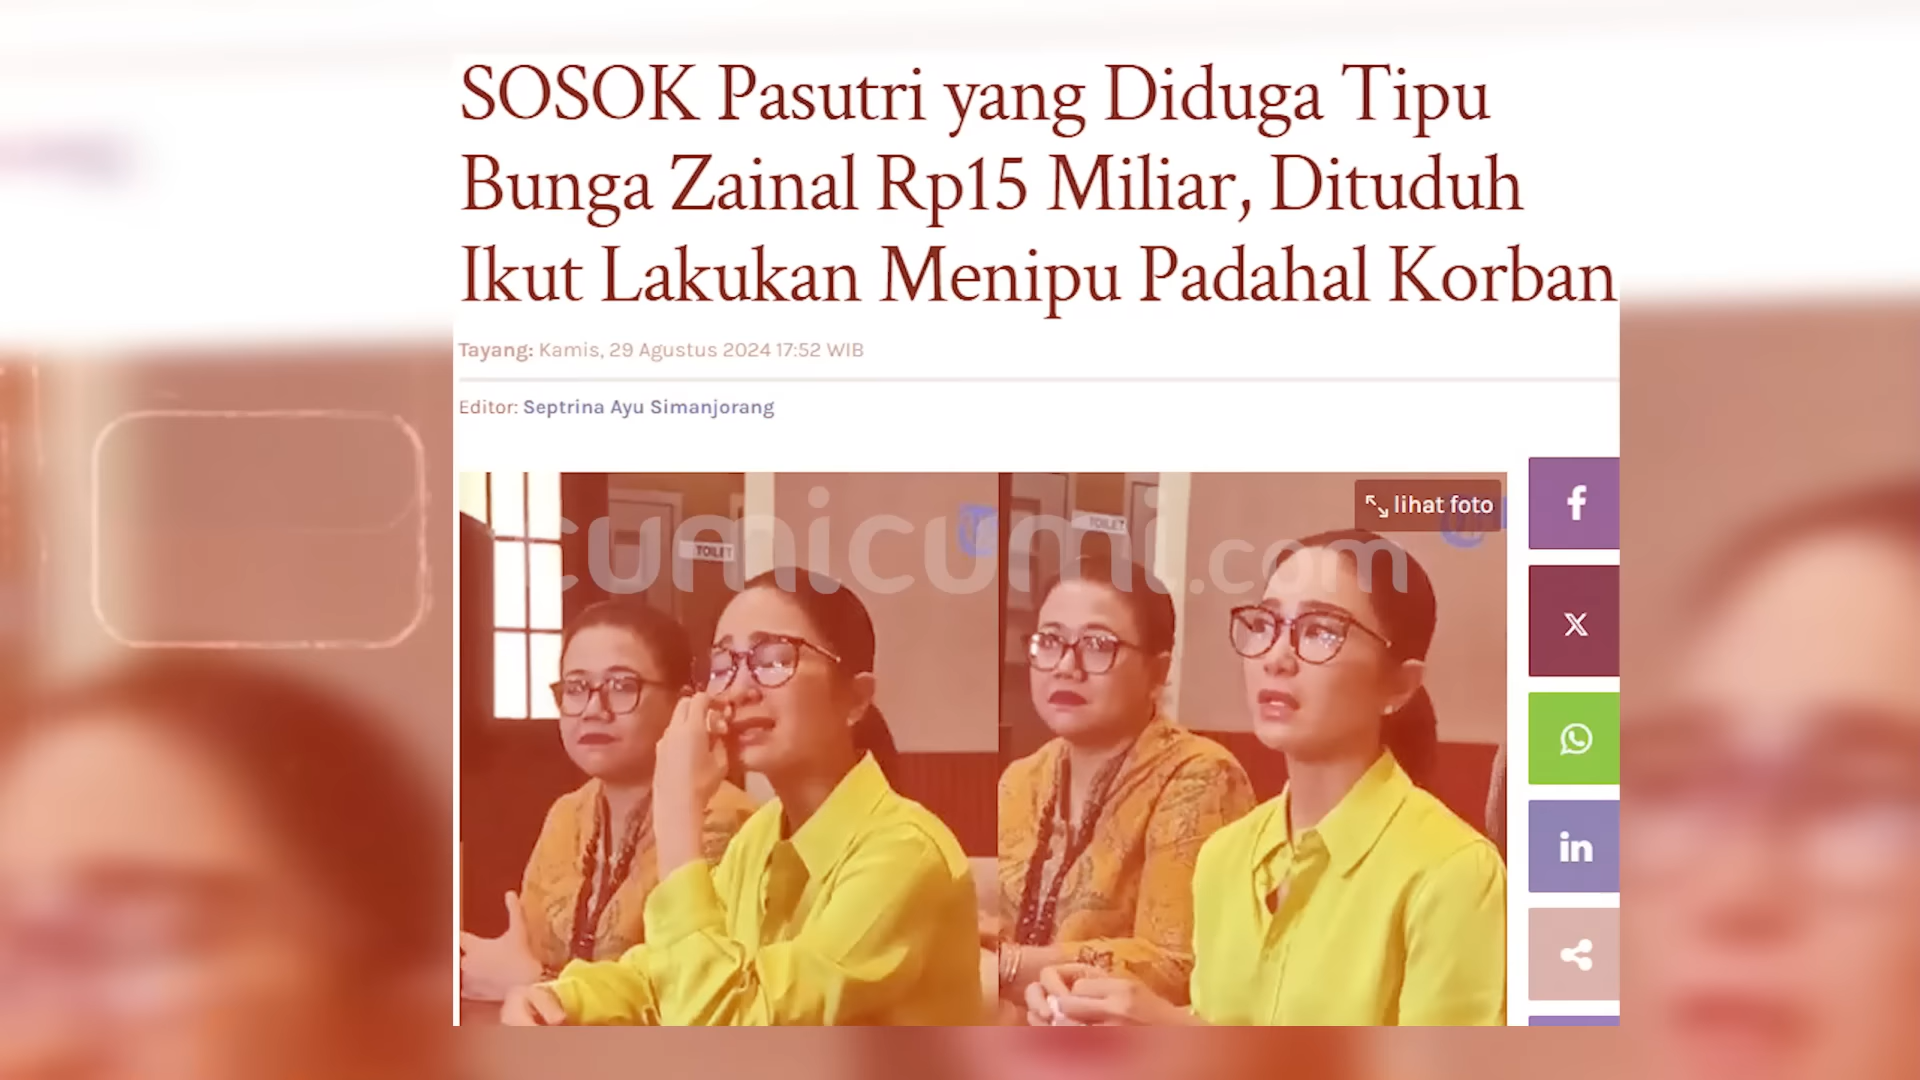 SOSOK Pasutri yang Diduga Tipu
Bunga Zainal Rp15 Miliar, Dituduh
Ikut Lakukan Menipu Padahal Korban
Tayang: Kamis, 29 Agustus 2024 17:52 WIB
Editor: Septrina Ayu Simanjorang
lihat foto
cumicumi.com
TOILET
TOILET
f
X
in